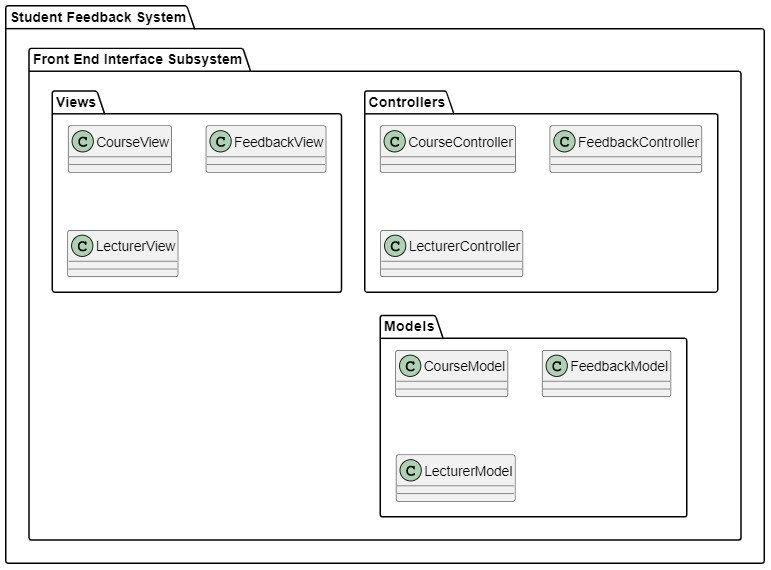 Student Feedback System
Front End Interface Subsystem
Views
Controllers
C CourseView
C FeedbackView
C CourseController
C FeedbackController
C LecturerView
C LecturerController
Models
C CourseModel
C FeedbackModel
C LecturerModel